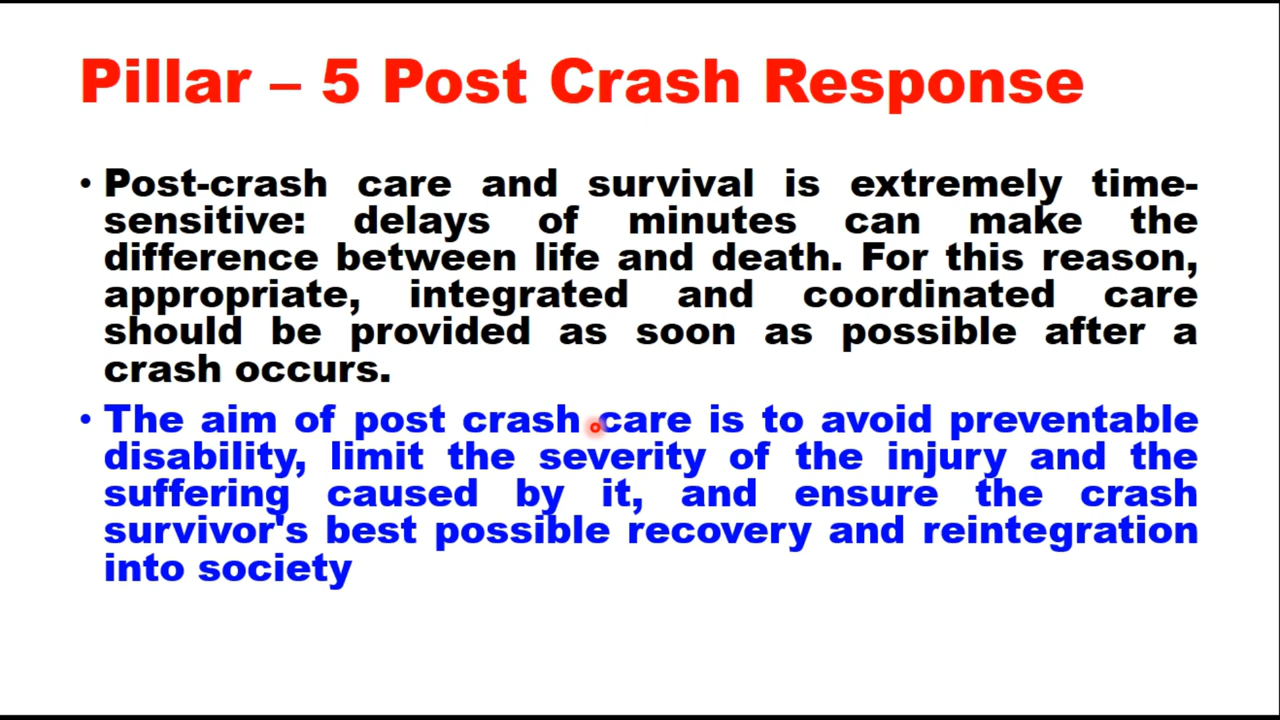 Pillar – 5 Post Crash Response
• Post-crash care and survival is extremely time-
sensitive: delays of minutes can make the
difference between life and death. For this reason,
appropriate, integrated and coordinated care
should be provided as soon as possible after a
crash occurs.
• The aim of post crash care is to avoid preventable
disability, limit the severity of the injury and the
suffering caused by it, and ensure the crash
survivor's best possible recovery and reintegration
into society